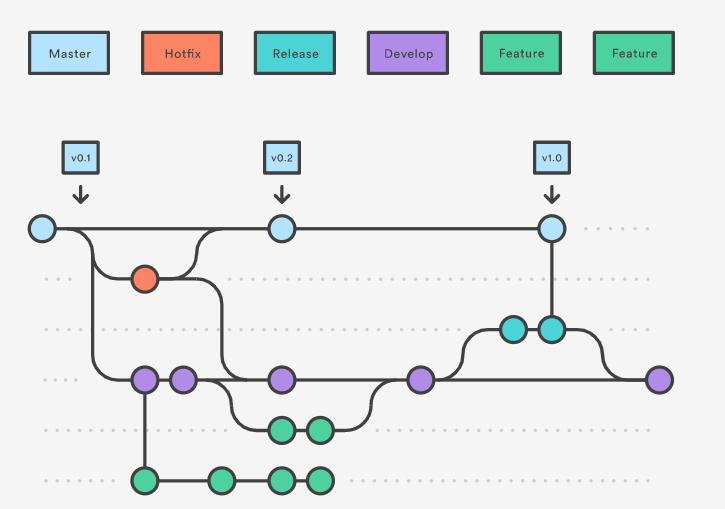 Master
Hotfix
Release
Develop
Feature
Feature
v0.1
v0.2
v1.0